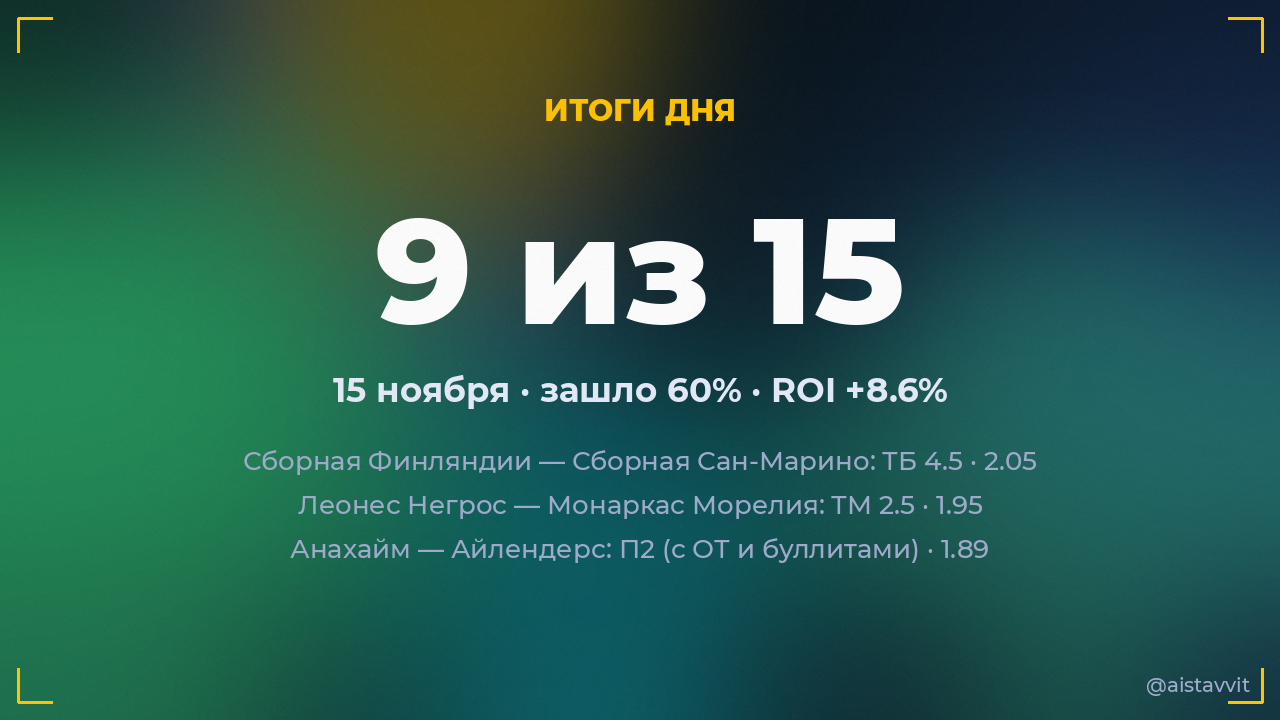 ИТОГИ ДНЯ
9 из 15
15 ноября · зашло 60% · ROI +8.6%
Сборная Финляндии — Сборная Сан-Марино: ТБ 4.5 · 2.05
Леонес Негрос — Монаркас Морелия: ТМ 2.5 · 1.95
Анахайм — Айлендерс: П2 (с ОТ и буллитами) · 1.89
@aistavvit